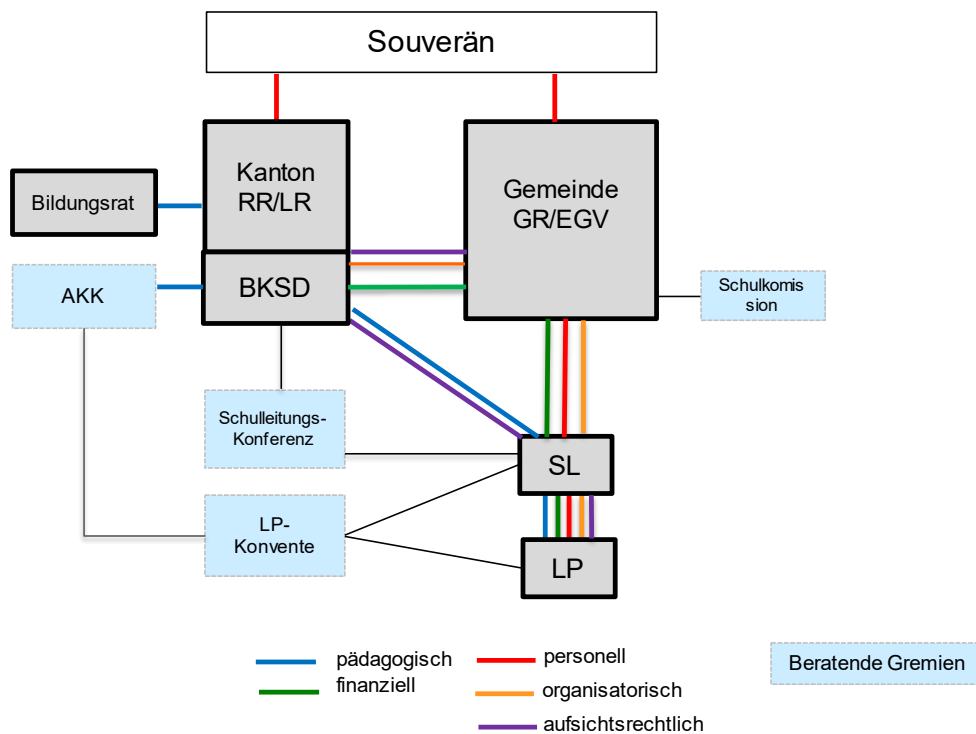 Souverän
Kanton
RR/LR
Gemeinde
GR/EGV
Bildungsrat
AKK
BKSD
Schulkomis
sion
Schulleitungs-
Konferenz
SL
LP-
Konvente
LP
pädagogisch
personell
finanziell
organisatorisch
aufsichtsrechtlich
Beratende Gremien